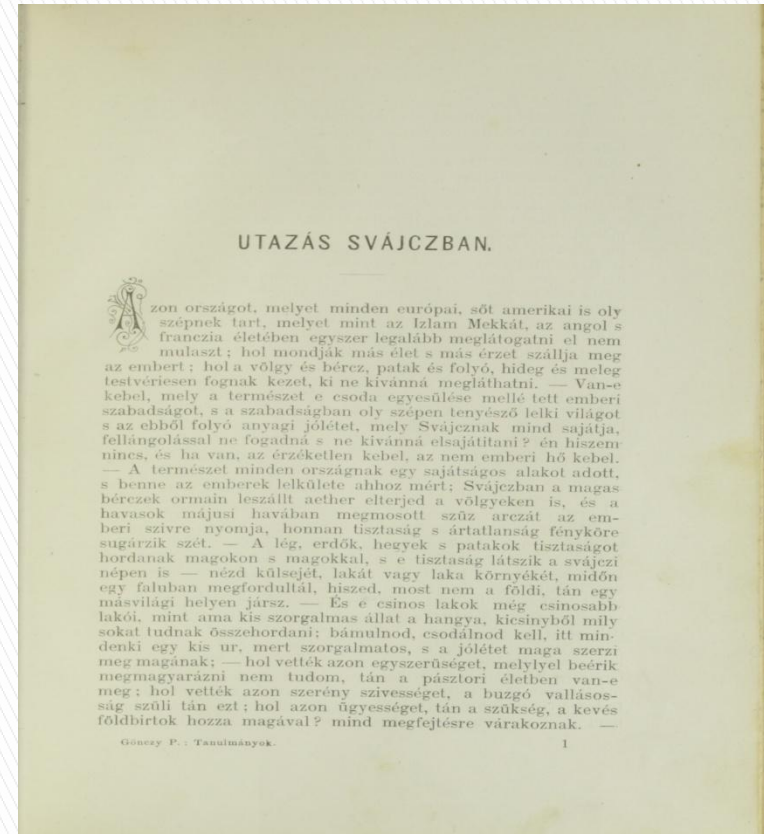 UTAZÁS SVÁJCZBAN.
Azon országot, melyet minden európai, sőt amerikai is oly
szépnek tart, melyet mint az Izlam Mekkát, az angol s
franczia életében egyszer legalább meglátogatni el nem
mulaszt; hol mondják más élet s más érzet szállja meg
az embert; hol a völgy és bércz, patak és folyó, hideg és meleg
testvériesen fognak kezet, ki ne kivánná megláthatni. — Van-e
kebel, mely a természet e csoda egyesülése mellé tett emberi
szabadságot, s a szabadságban oly szépen tenyésző lelki világot
s az ebből folyó anyagi jólétet, mely Svájcznak mind sajátja,
fellángolással ne fogadná s ne kivánná elsajátitani? én hiszem
nincs, és ha van, az érzéketlen kebel, az nem emberi hő kebel.
— A természet minden országnak egy sajátságos alakot adott,
s benne az emberek lelkülete ahhoz mért; Svájczban a magas
bérczek ormain leszállt aether elterjed a völgyeken is, és a
havasok májusi havában megmosott szűz arczát az em-
beri szivre nyomja, honnan tisztaság s ártatlanság fényköre
sugárzik szét. — A lég, erdők, hegyek s patakok tisztaságot
hordanak magokon s magokkal, s e tisztaság látszik a svájczi
népen is — nézd külsejét, lakát vagy laka környékét, midőn
egy faluban megfordultál, hiszed, most nem a földi, tán egy
másvilági helyen jársz. — És e csinos lakok még csinosabb
lakói, mint ama kis szorgalmas állat a hangya, kicsinyből mily
sokat tudnak összehordani; bámulnod, csodálnod kell, itt min-
denki egy kis ur, mert szorgalmatos, s a jólétet maga szerzi
meg magának; — hol vették azon egyszerűséget, melylyel beérik
megmagyarázni nem tudom, tán a pásztori életben van-e
meg; hol vették azon szerény szivességet, a buzgó vallásos-
ság szüli tán ezt; hol azon ügyességet, tán a szükség, a kevés
földbirtok hozza magával? mind megfejtésre várakoznak. —
Gönczy P.: Tanulmányok. 1